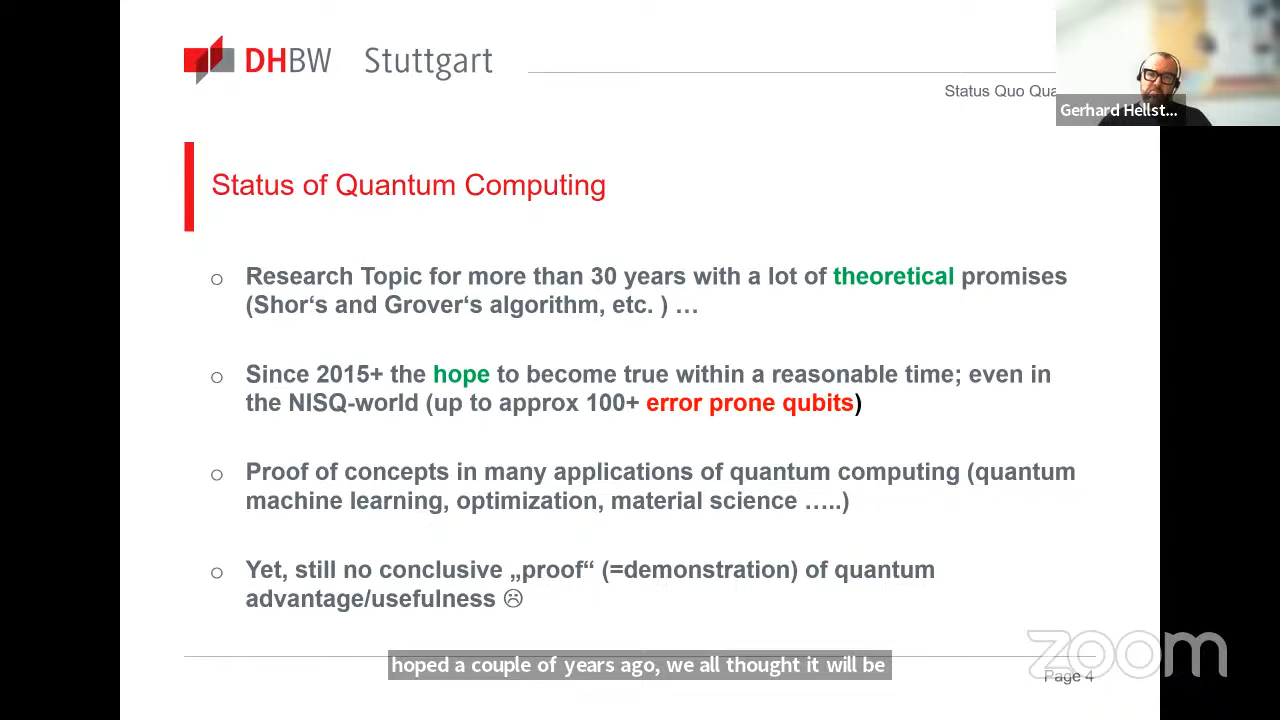 DHBW Stuttgart
Status Quo Qua
Gerhard Hellst...
Status of Quantum Computing
o Research Topic for more than 30 years with a lot of theoretical promises
(Shor‘s and Grover‘s algorithm, etc. ) …
o Since 2015+ the hope to become true within a reasonable time; even in
the NISQ-world (up to approx 100+ error prone qubits)
o Proof of concepts in many applications of quantum computing (quantum
machine learning, optimization, material science …..)
o Yet, still no conclusive „proof“ (=demonstration) of quantum
advantage/usefulness ☹
hoped a couple of years ago, we all thought it will be
zoom
Page 4